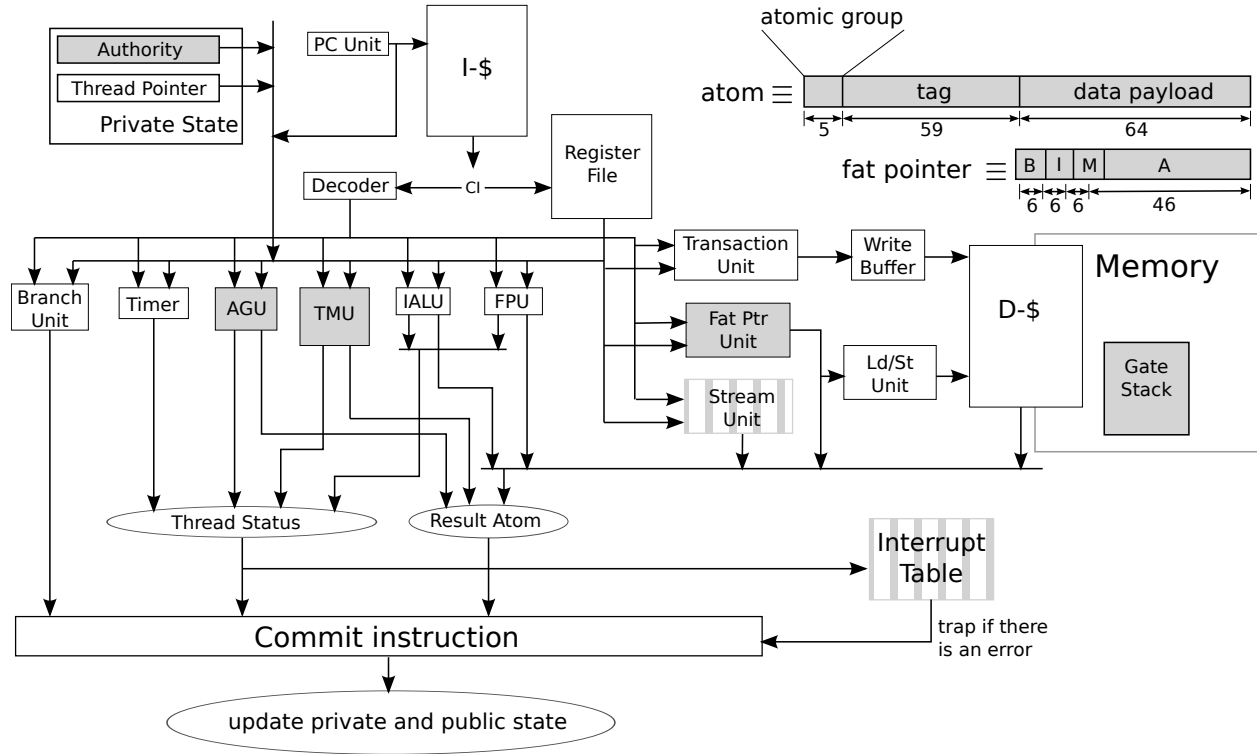 atomic group
Authority
PC Unit
I-$
Thread Pointer
Private State
atom ≡
tag
data payload
5
59
64
fat pointer ≡
B
I
M
A
6
6
6
46
Register
File
Decoder
CI
Transaction
Unit
Write
Buffer
Memory
D-$
Branch
Unit
Timer
AGU
TMU
IALU
FPU
Fat Ptr
Unit
Ld/St
Unit
Gate
Stack
Stream
Unit
Thread Status
Result Atom
Interrupt
Table
Commit instruction
trap if there
is an error
update private and public state